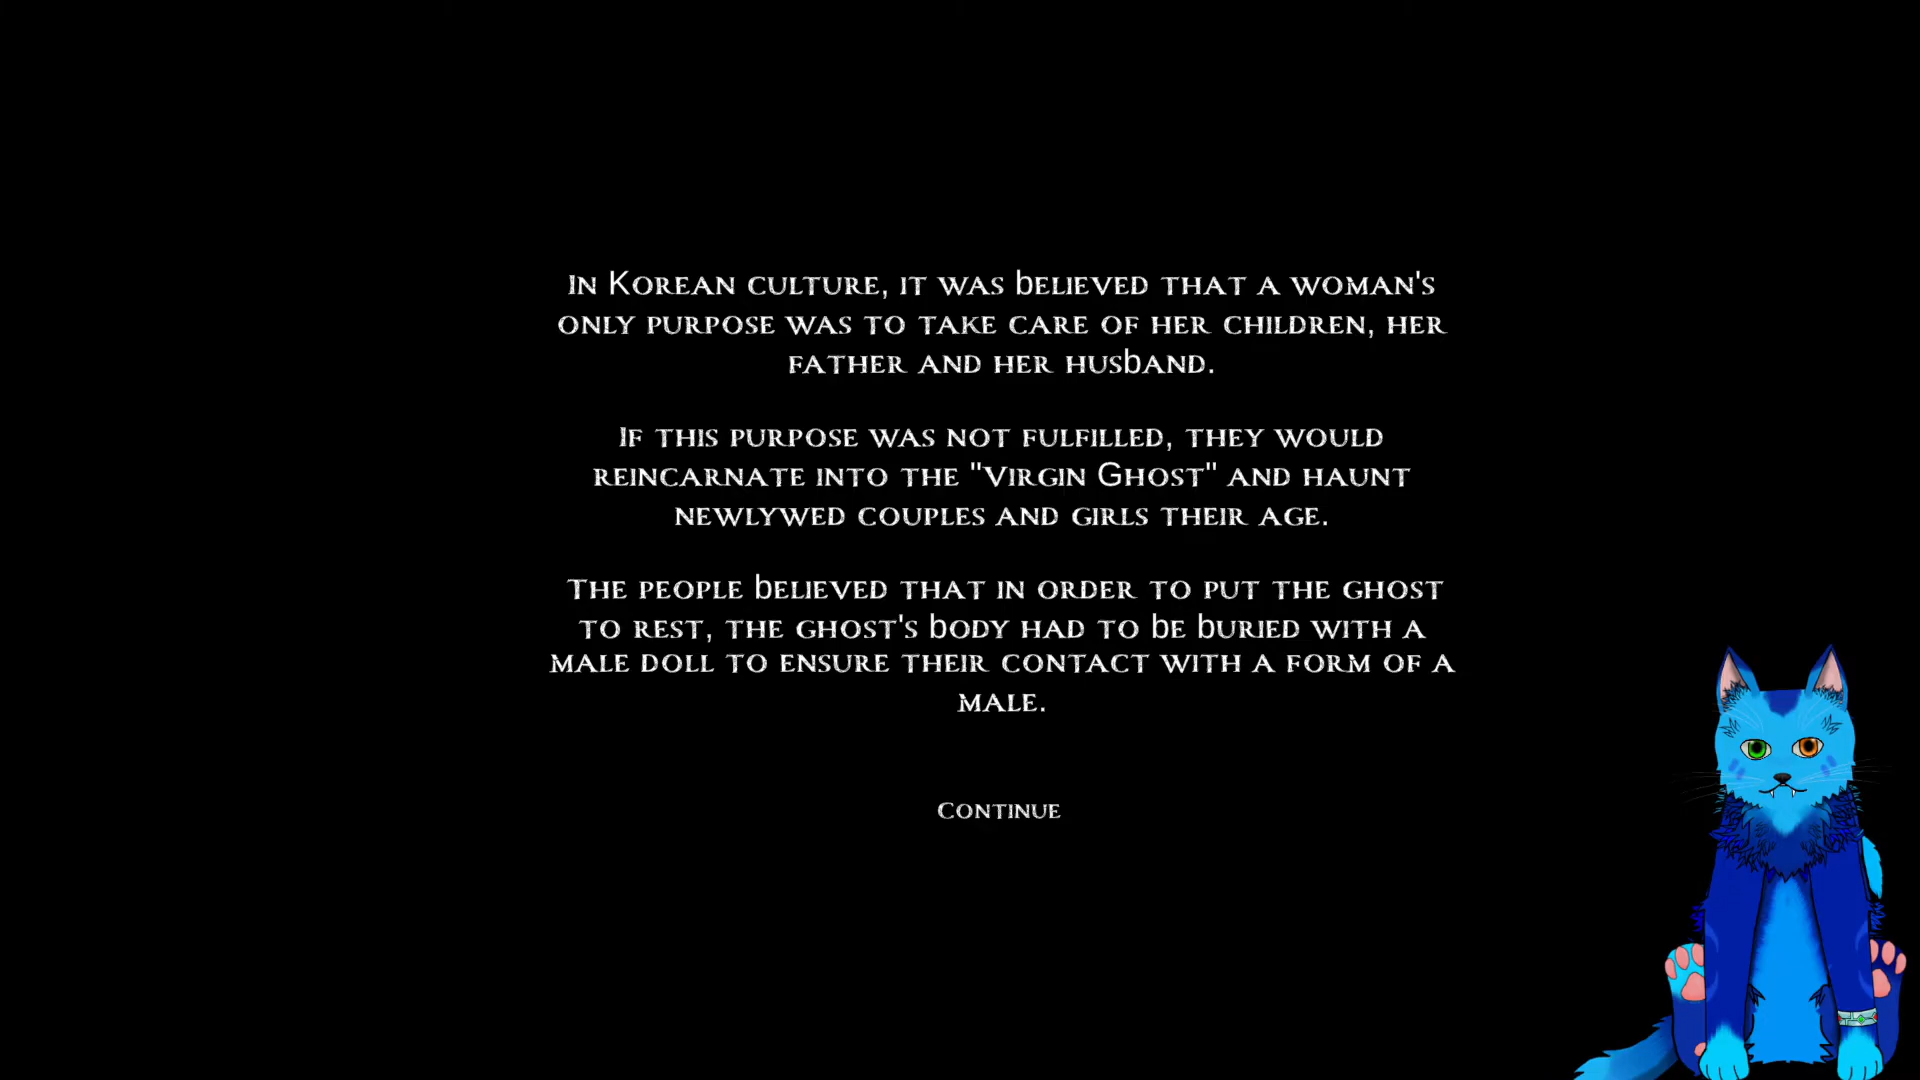 In Korean culture, it was believed that a woman's
only purpose was to take care of her children, her
father and her husband.
If this purpose was not fulfilled, they would
reincarnate into the "Virgin Ghost" and haunt
newlywed couples and girls their age.
The people believed that in order to put the ghost
to rest, the ghost's body had to be buried with a
male doll to ensure their contact with a form of a
male.
Continue